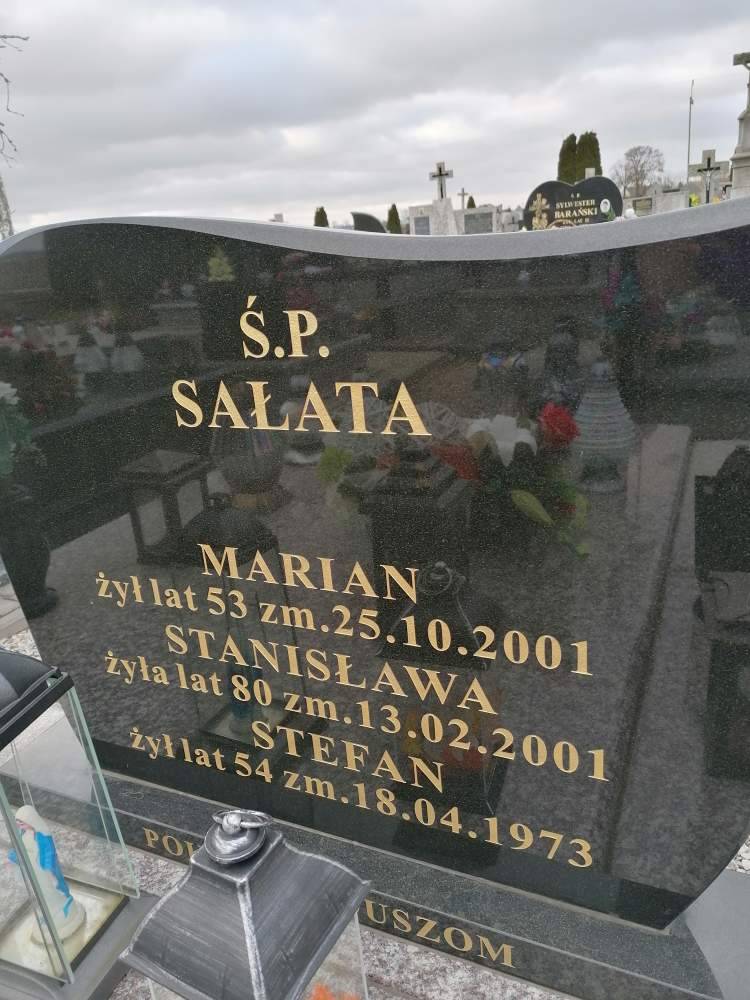 Ś.P.
SYLWESTER
BARAŃSKI
Ś.P.
SAŁATA
MARIAN
żył lat 53 zm.25.10.2001
STANISŁAWA
żyła lat 80 zm.13.02.2001
STEFAN
żył lat 54 zm.18.04.1973